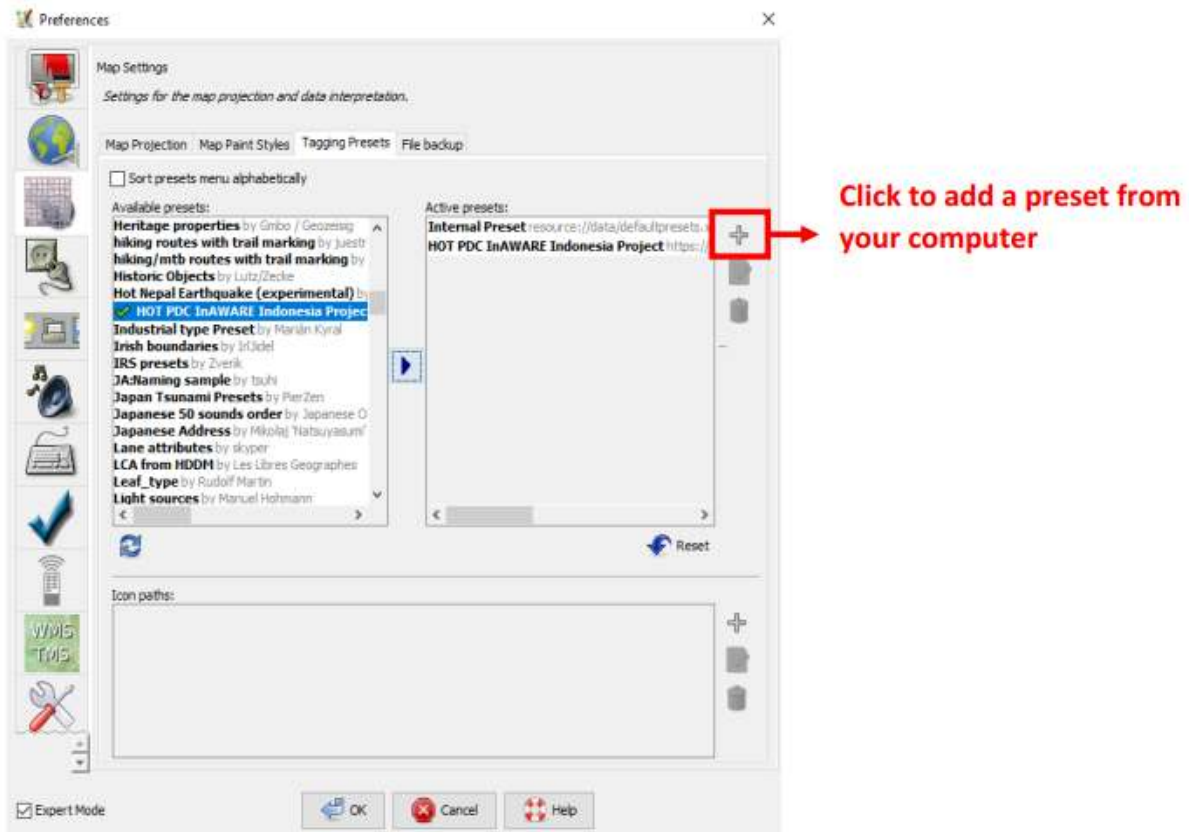 Preferences
Map Settings
Settings for the map projection and data interpretation.
Map Projection Map Paint Styles Tagging Presets File backup
Sort presets menu alphabetically
Available presets:
Heritage properties by Gmbo / Geozeisig
hiking routes with trail marking by juestr
hiking/mtb routes with trail marking by
Historic Objects by Lutz/Zecke
Hot Nepal Earthquake (experimental) by
HOT PDC InAWARE Indonesia Projec
Industrial type Preset by Marián Kyral
Irish boundaries by IrlJidel
IRS presets by Zverik
JA:Naming sample by tsuhi
Japan Tsunami Presets by PierZen
Japanese 50 sounds order by Japanese O
Japanese Address by Mikolaj "Natsuyasumi"
Lane attributes by skyper
LCA from HDDM by Les Libres Geographes
Leaf_type by Rudolf Martin
Light sources by Manuel Hohmann
Active presets:
Internal Preset resource://data/defaultpresets.
HOT PDC InAWARE Indonesia Project https://
Click to add a preset from
your computer
Reset
Icon paths:
WMS
TMS
Expert Mode
OK
Cancel
Help